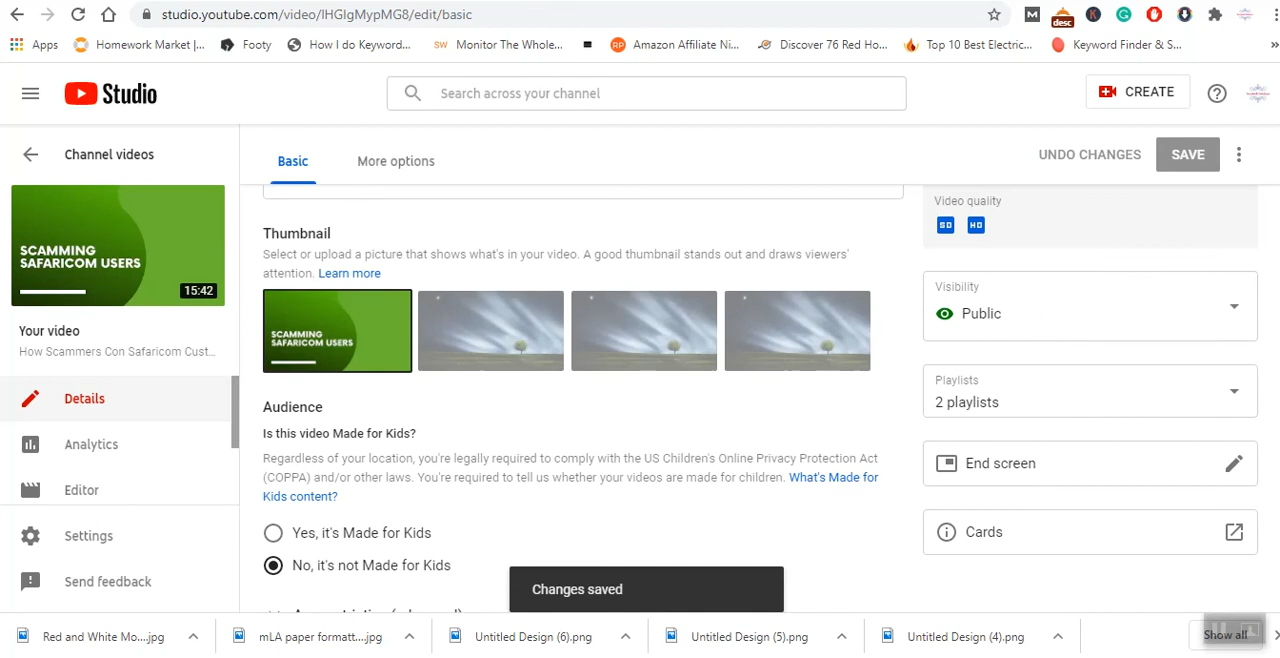 studio.youtube.com/video/IHGIgMypMG8/edit/basic
M desc K G
Apps Homework Market |... Footy How I do Keyword... SW Monitor The Whole... RP Amazon Affiliate Ni... Discover 76 Red Ho... Top 10 Best Electric... Keyword Finder & S... »
Studio
Search across your channel
CREATE
Channel videos
Basic More options UNDO CHANGES SAVE
SCAMMING
SAFARICOM USERS
15:42
Your video
How Scammers Con Safaricom Cust...
Details
Analytics
Editor
Settings
Send feedback
Thumbnail
Select or upload a picture that shows what's in your video. A good thumbnail stands out and draws viewers'
attention. Learn more
SCAMMING
SAFARICOM USERS
Audience
Is this video Made for Kids?
Regardless of your location, you're legally required to comply with the US Children's Online Privacy Protection Act
(COPPA) and/or other laws. You're required to tell us whether your videos are made for children. What's Made for
Kids content?
Yes, it's Made for Kids
No, it's not Made for Kids
Changes saved
Video quality
SD HD
Visibility
Public
Playlists
2 playlists
End screen
Cards
Red and White Mo....jpg mLA paper formatt....jpg Untitled Design (6).png Untitled Design (5).png Untitled Design (4).png Show all